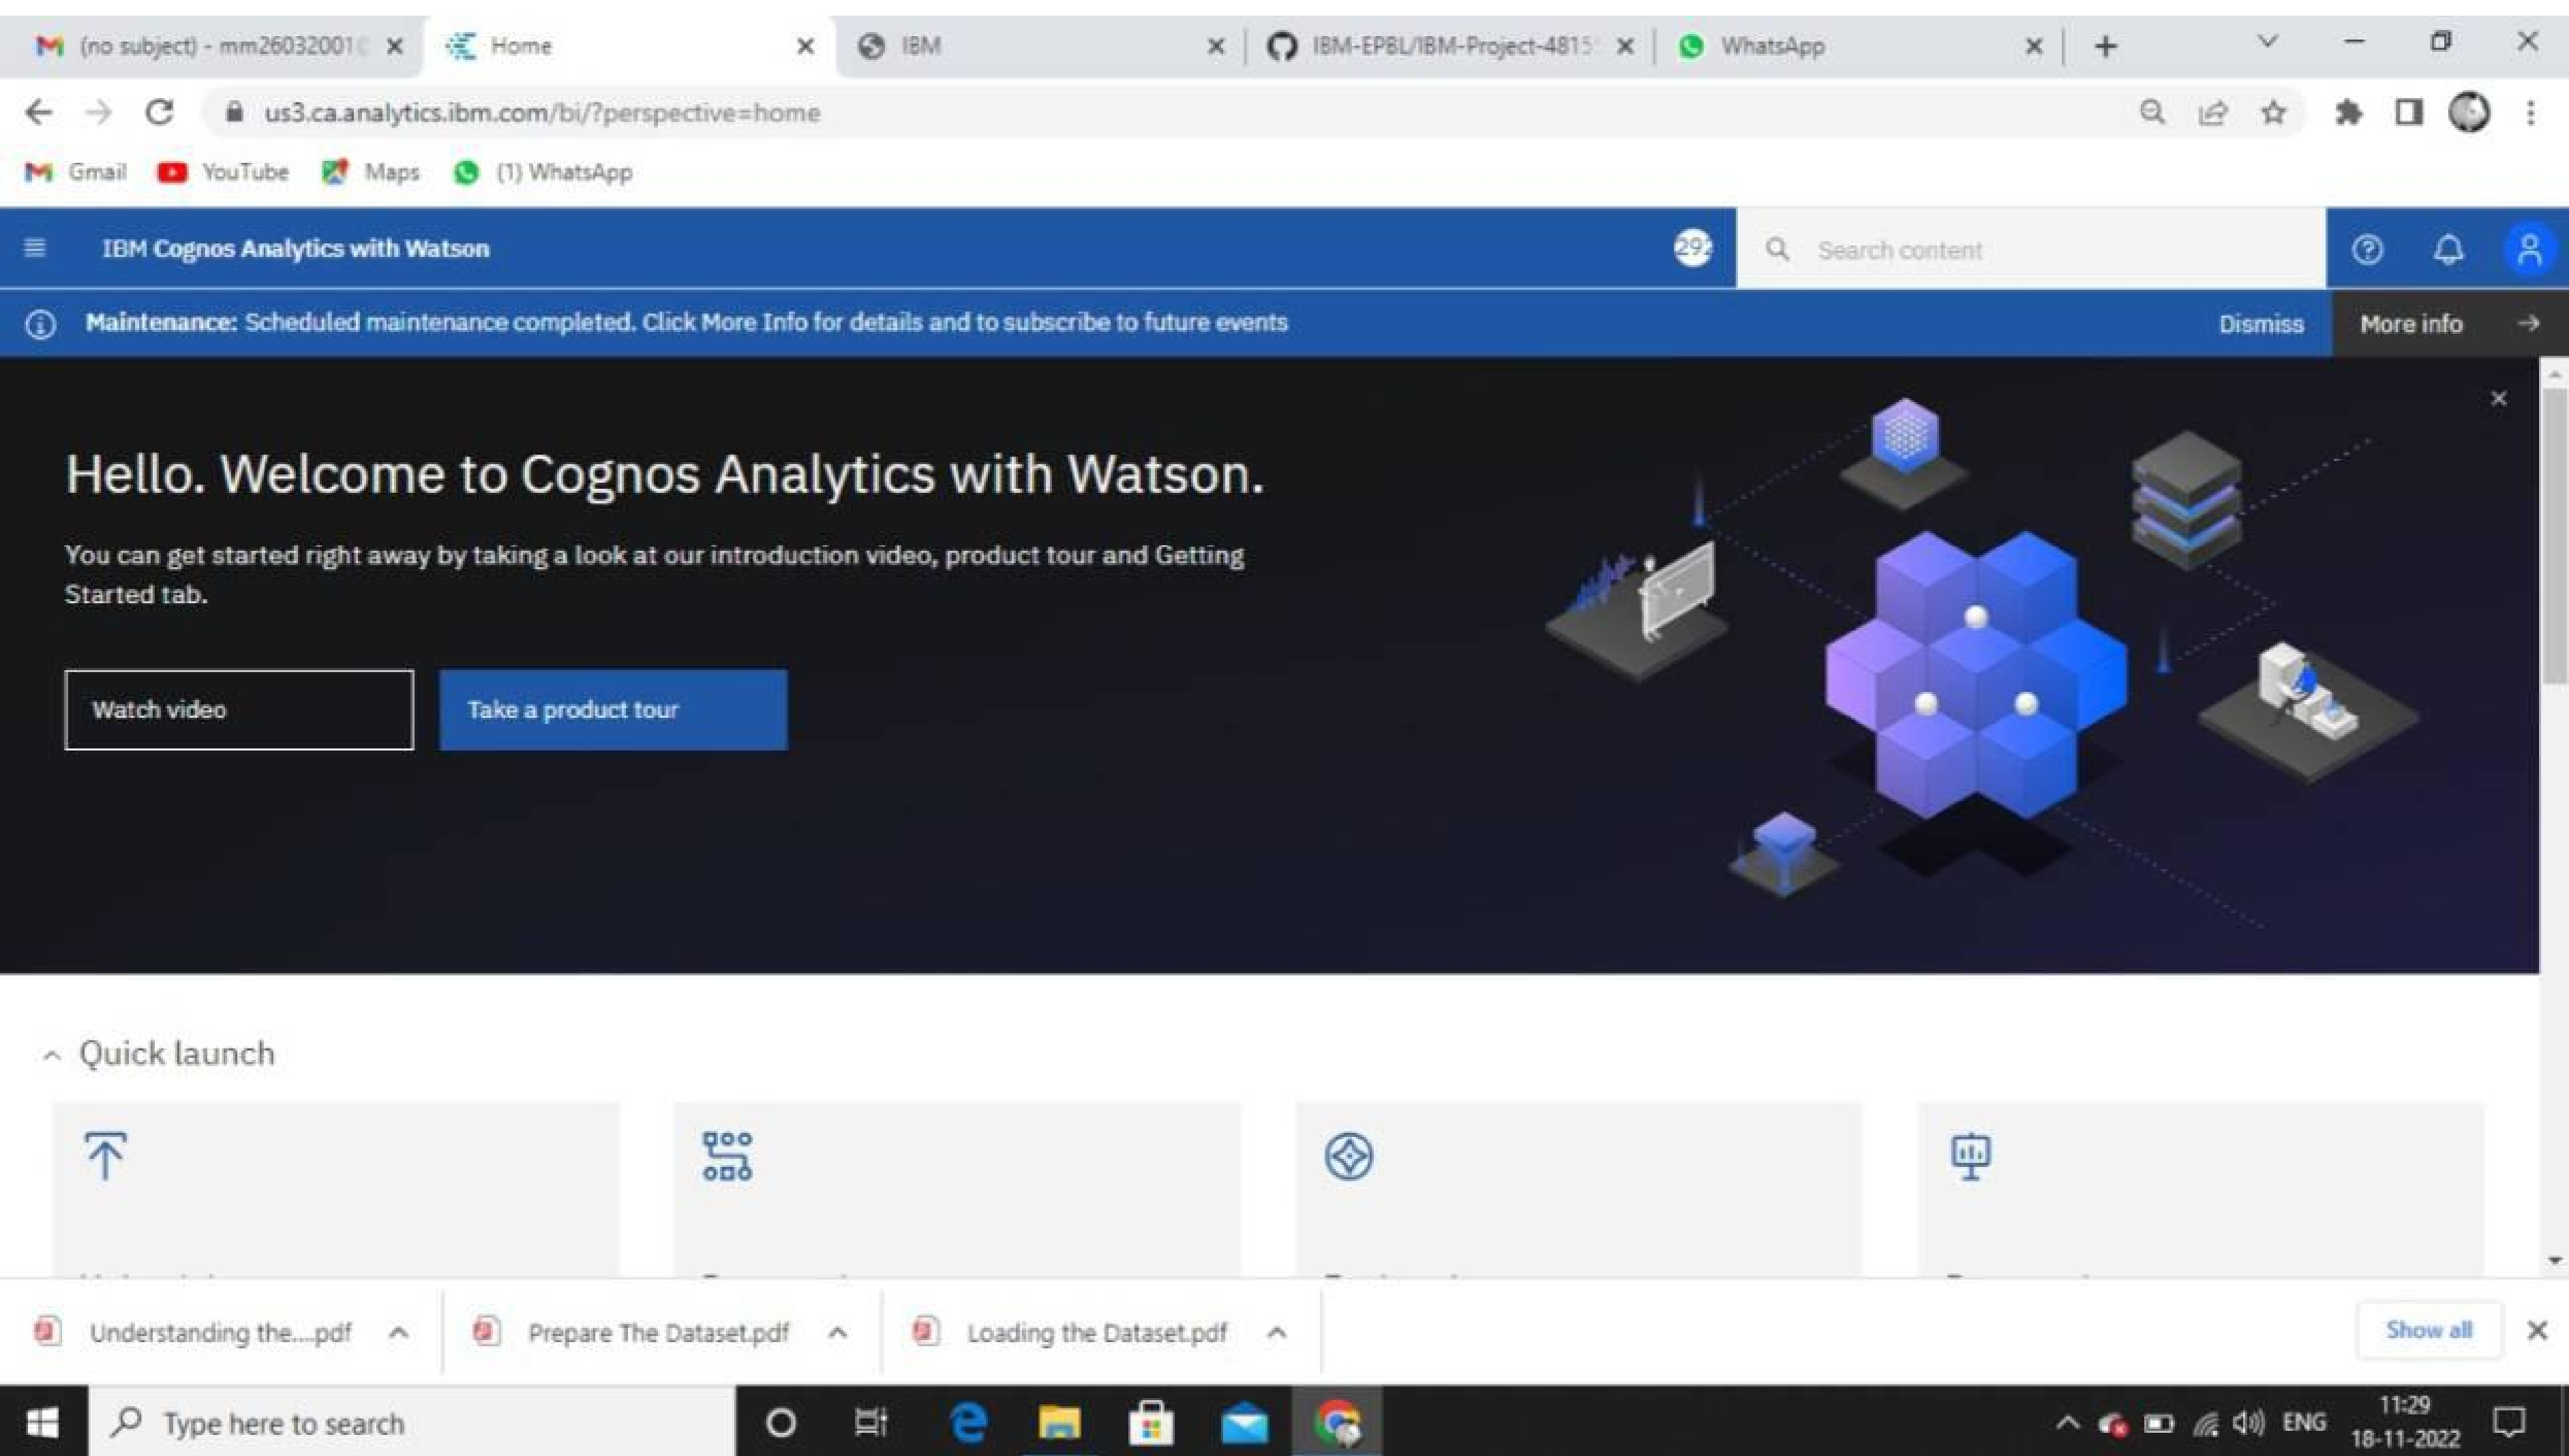 (no subject) - mm26032001
Home
IBM
IBM-EPBL/IBM-Project-4815
WhatsApp
us3.ca.analytics.ibm.com/bi/?perspective=home
Gmail
YouTube
Maps
(1) WhatsApp
IBM Cognos Analytics with Watson
292
Search content
Maintenance: Scheduled maintenance completed. Click More Info for details and to subscribe to future events
Dismiss
More info
Hello. Welcome to Cognos Analytics with Watson.
You can get started right away by taking a look at our introduction video, product tour and Getting
Started tab.
Watch video
Take a product tour
Quick launch
Understanding the....pdf
Prepare The Dataset.pdf
Loading the Dataset.pdf
Show all
Type here to search
ENG
11:29
18-11-2022